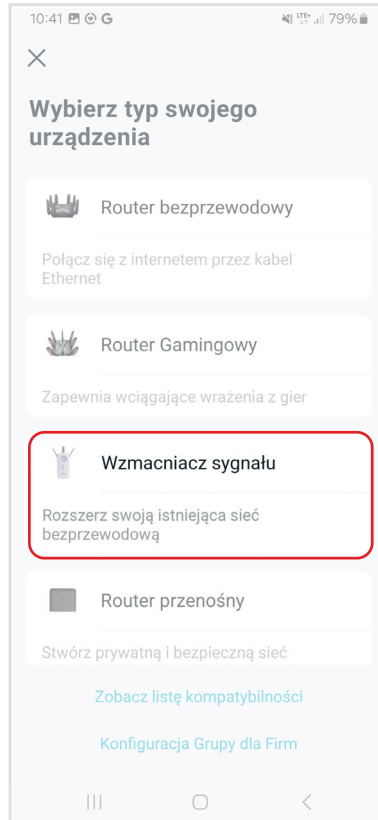 10:41 G LTE+ 79%
Wybierz typ swojego
urządzenia
Router bezprzewodowy
Połącz się z internetem przez kabel
Ethernet
Router Gamingowy
Zapewnia wciągające wrażenia z gier
Wzmacniacz sygnału
Rozszerz swoją istniejąca sieć
bezprzewodową
Router przenośny
Stwórz prywatną i bezpieczną sieć
Zobacz listę kompatybilności
Konfiguracja Grupy dla Firm